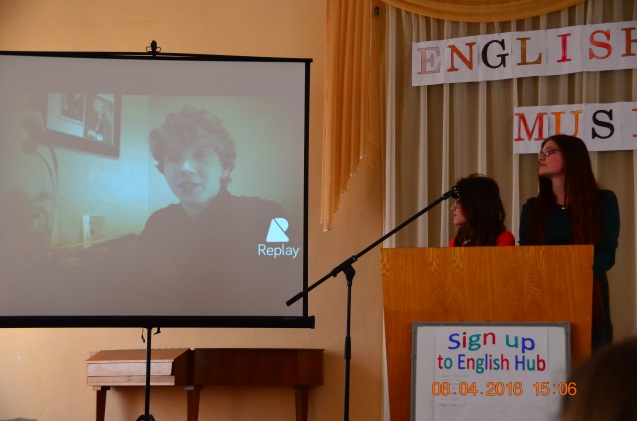 ENGLISH
MUS
Replay
Sign up
to English Hub
06.04.2016 15:06